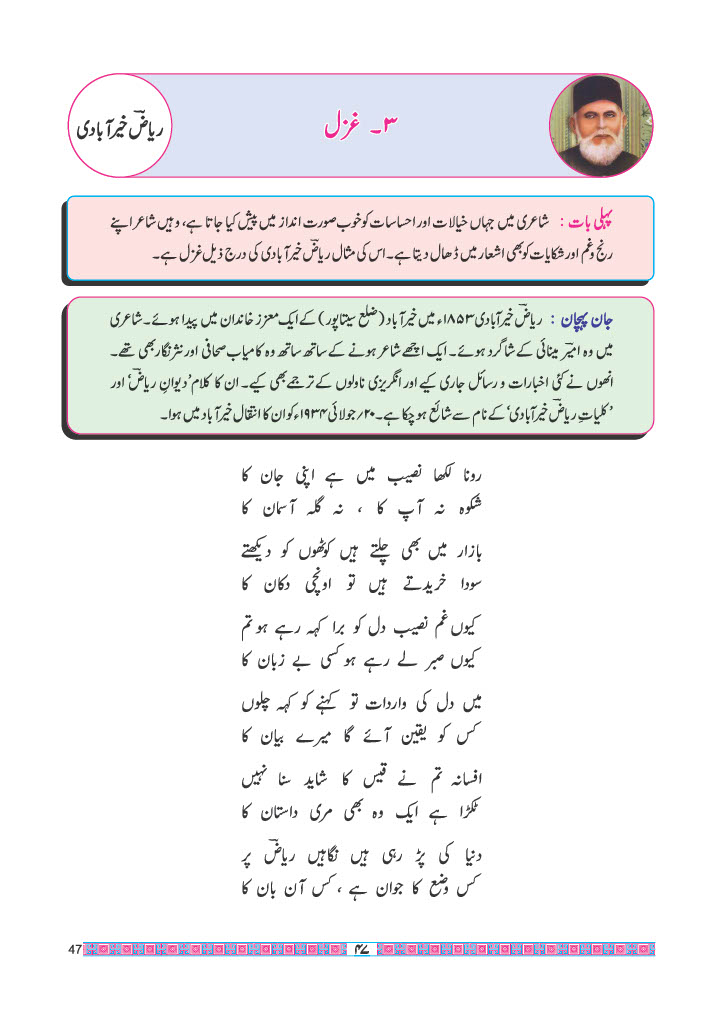 ۳۔ غزل
ریاضؔ خیرآبادی
پہلی بات : شاعری میں جہاں خیالات اور احساسات کو خوب صورت انداز میں پیش کیا جاتا ہے، وہیں شاعر اپنے
رنج و غم اور شکایات کو بھی اشعار میں ڈھال دیتا ہے۔ اس کی مثال ریاضؔ خیرآبادی کی درج ذیل غزل ہے۔
جان پہچان : ریاضؔ خیرآبادی ۱۸۵۳ء میں خیرآباد (ضلع سیتاپور) کے ایک معزز خاندان میں پیدا ہوئے۔ شاعری
میں وہ امیرؔ مینائی کے شاگرد ہوئے۔ ایک اچھے شاعر ہونے کے ساتھ ساتھ وہ کامیاب صحافی اور نثر نگار بھی تھے۔
انھوں نے کئی اخبارات و رسائل جاری کیے اور انگریزی ناولوں کے ترجمے بھی کیے۔ ان کا کلام ’دیوانِ ریاضؔ‘ اور
’کلیاتِ ریاضؔ خیرآبادی‘ کے نام سے شائع ہوچکا ہے۔ ۲۰؍جولائی ۱۹۳۴ء کو ان کا انتقال خیرآباد میں ہوا۔
رونا لکھا نصیب میں ہے اپنی جان کا
شکوہ نہ آپ کا ، نہ گلہ آسمان کا
بازار میں بھی چلتے ہیں کوٹھوں کو دیکھتے
سودا خریدتے ہیں تو اونچی دکان کا
کیوں غم نصیب دل کو برا کہہ رہے ہو تم
کیوں صبر لے رہے ہو کسی بے زبان کا
میں دل کی واردات تو کہنے کو کہہ چلوں
کس کو یقین آئے گا میرے بیان کا
افسانہ تم نے قیس کا شاید سنا نہیں
ٹکڑا ہے ایک وہ بھی مری داستان کا
دنیا کی پڑ رہی ہیں نگاہیں ریاضؔ پر
کس وضع کا جوان ہے ، کس آن بان کا
47
۴۷